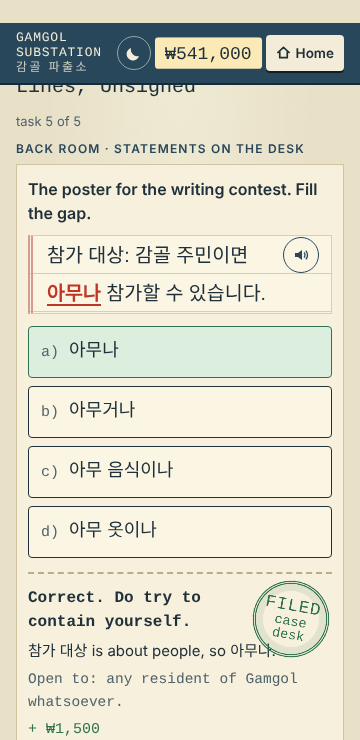 GAMGOL
SUBSTATION
감골 파출소
₩541,000
Home
Lines, Unsigned
task 5 of 5
BACK ROOM · STATEMENTS ON THE DESK
The poster for the writing contest. Fill
the gap.
참가 대상: 감골 주민이면
아무나 참가할 수 있습니다.
a) 아무나
b) 아무거나
c) 아무 음식이나
d) 아무 옷이나
Correct. Do try to
contain yourself.
FILED
case
desk
참가 대상 is about people, so 아무나.
Open to: any resident of Gamgol
whatsoever.
+ ₩1,500